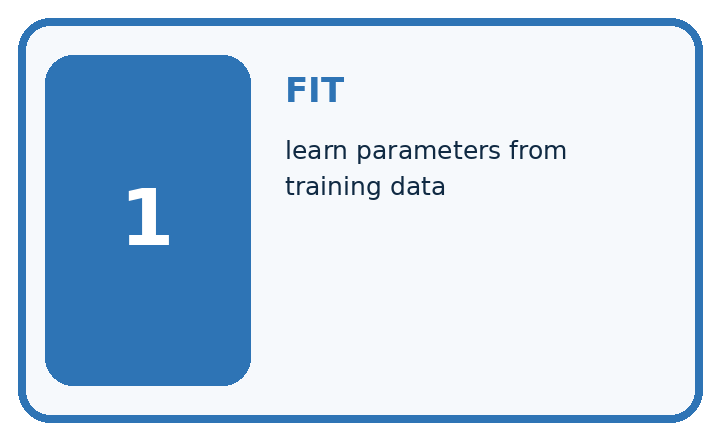 1
FIT
learn parameters from
training data